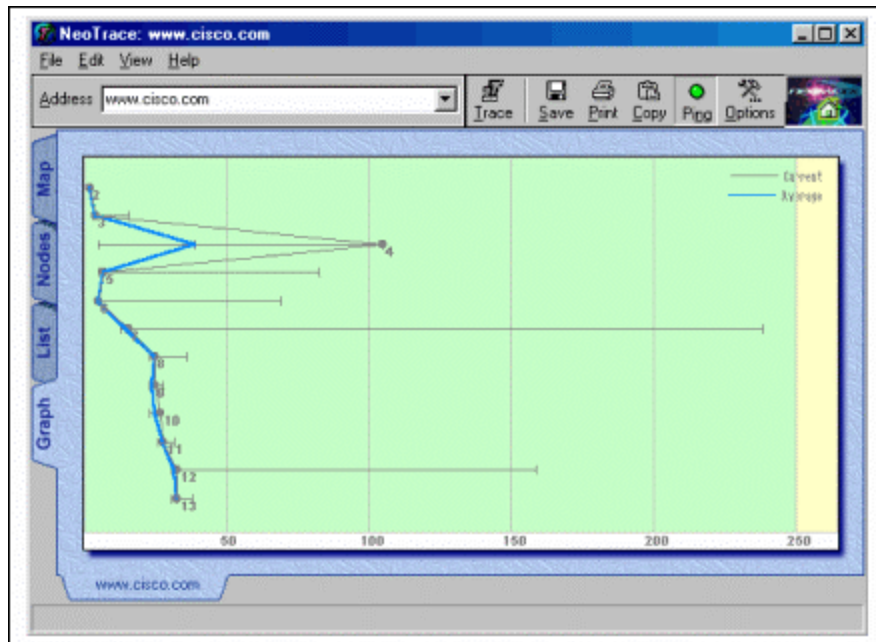 NeoTrace: www.cisco.com
File Edit View Help
Address www.cisco.com
Trace Save Print Copy Ping Options
Map
Nodes
List
Graph
Current
Average
2
3
4
5
8
10
11
12
13
50 100 150 200 250
www.cisco.com